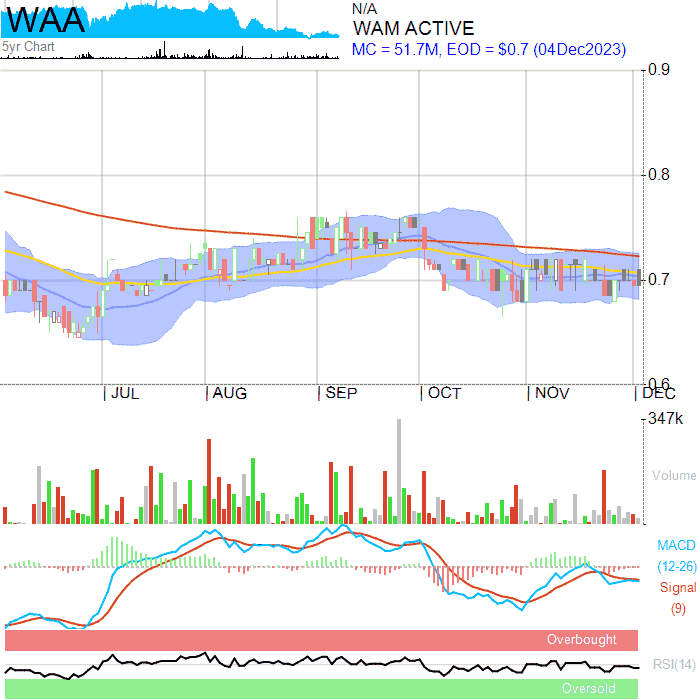 WAA
5yr Chart
N/A
WAM ACTIVE
MC = 51.7M, EOD = $0.7 (04Dec2023)
0.9
0.8
0.7
0.6
JUL
AUG
SEP
OCT
NOV
DEC
347k
Volume
MACD
(12-26)
Signal
(9)
Overbought
RSI(14)
Oversold